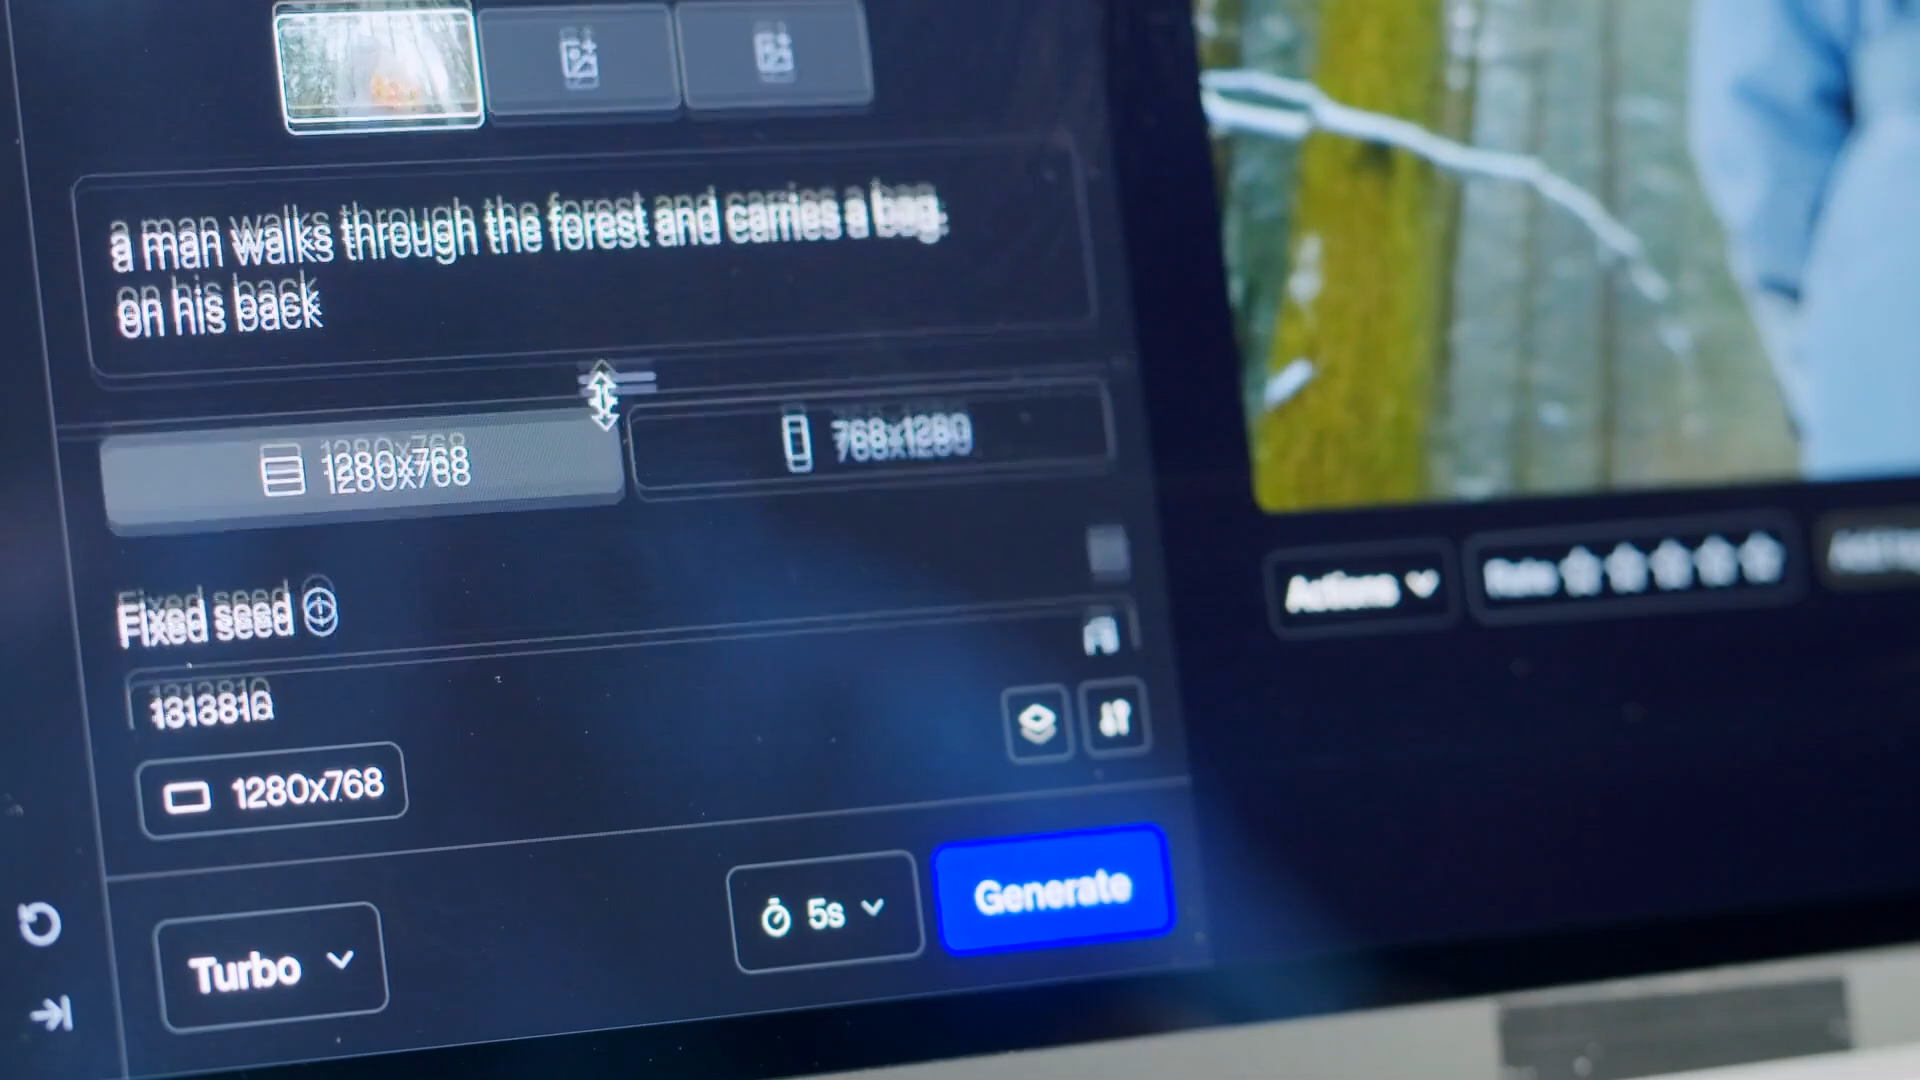 a man walks through the forest and carries a bag.
on his back
1280x768
768x1280
Fixed seed
1280x768
Turbo
5s
Generate
Actions
Rate